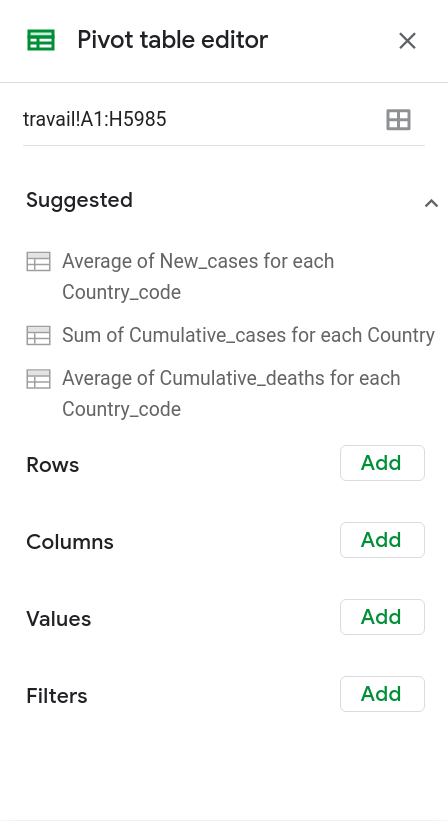 Pivot table editor
travail!A1:H5985
Suggested
Average of New_cases for each
Country_code
Sum of Cumulative_cases for each Country
Average of Cumulative_deaths for each
Country_code
Rows Add
Columns Add
Values Add
Filters Add